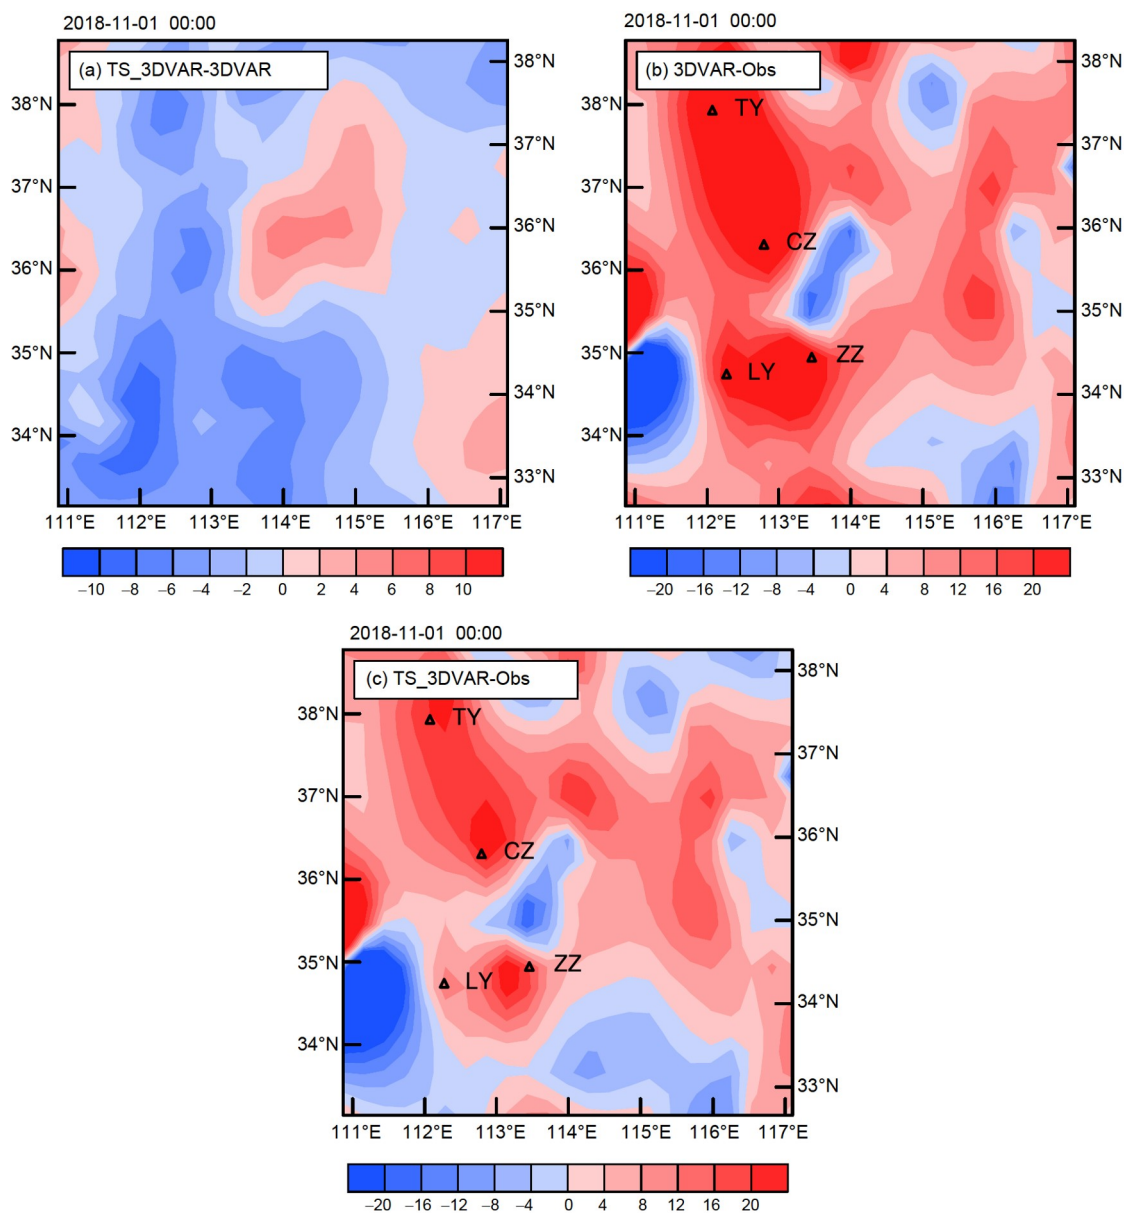 2018-11-01 00:00
(a) TS_3DVAR-3DVAR
38°N
37°N
36°N
35°N
34°N
38°N
37°N
36°N
35°N
34°N
33°N
111°E 112°E 113°E 114°E 115°E 116°E 117°E
−10 −8 −6 −4 −2 0 2 4 6 8 10
2018-11-01 00:00
(b) 3DVAR-Obs
TY
CZ
ZZ
LY
38°N
37°N
36°N
35°N
34°N
38°N
37°N
36°N
35°N
34°N
33°N
111°E 112°E 113°E 114°E 115°E 116°E 117°E
−20 −16 −12 −8 −4 0 4 8 12 16 20
2018-11-01 00:00
(c) TS_3DVAR-Obs
TY
CZ
ZZ
LY
38°N
37°N
36°N
35°N
34°N
38°N
37°N
36°N
35°N
34°N
33°N
111°E 112°E 113°E 114°E 115°E 116°E 117°E
−20 −16 −12 −8 −4 0 4 8 12 16 20